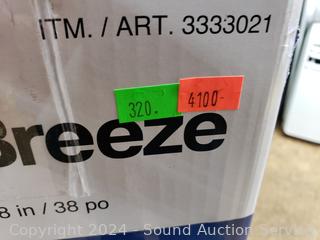 ITM. / ART. 3333021
320.
4100-
Breeze
8 in / 38 po
Copyright 2024 - Sound Auction Service